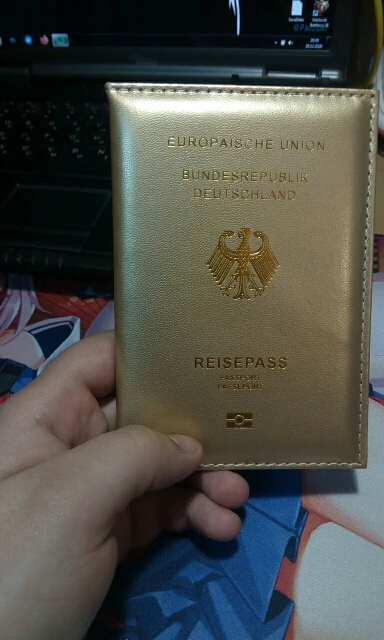 EUROPÄISCHE UNION
BUNDESREPUBLIK
DEUTSCHLAND
REISEPASS
PASSPORT
PASSEPORT